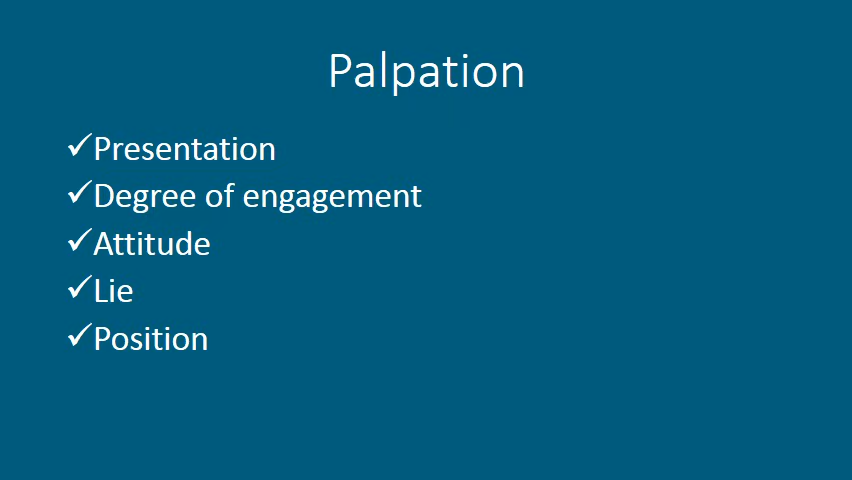 Palpation
✓Presentation
✓Degree of engagement
✓Attitude
✓Lie
✓Position